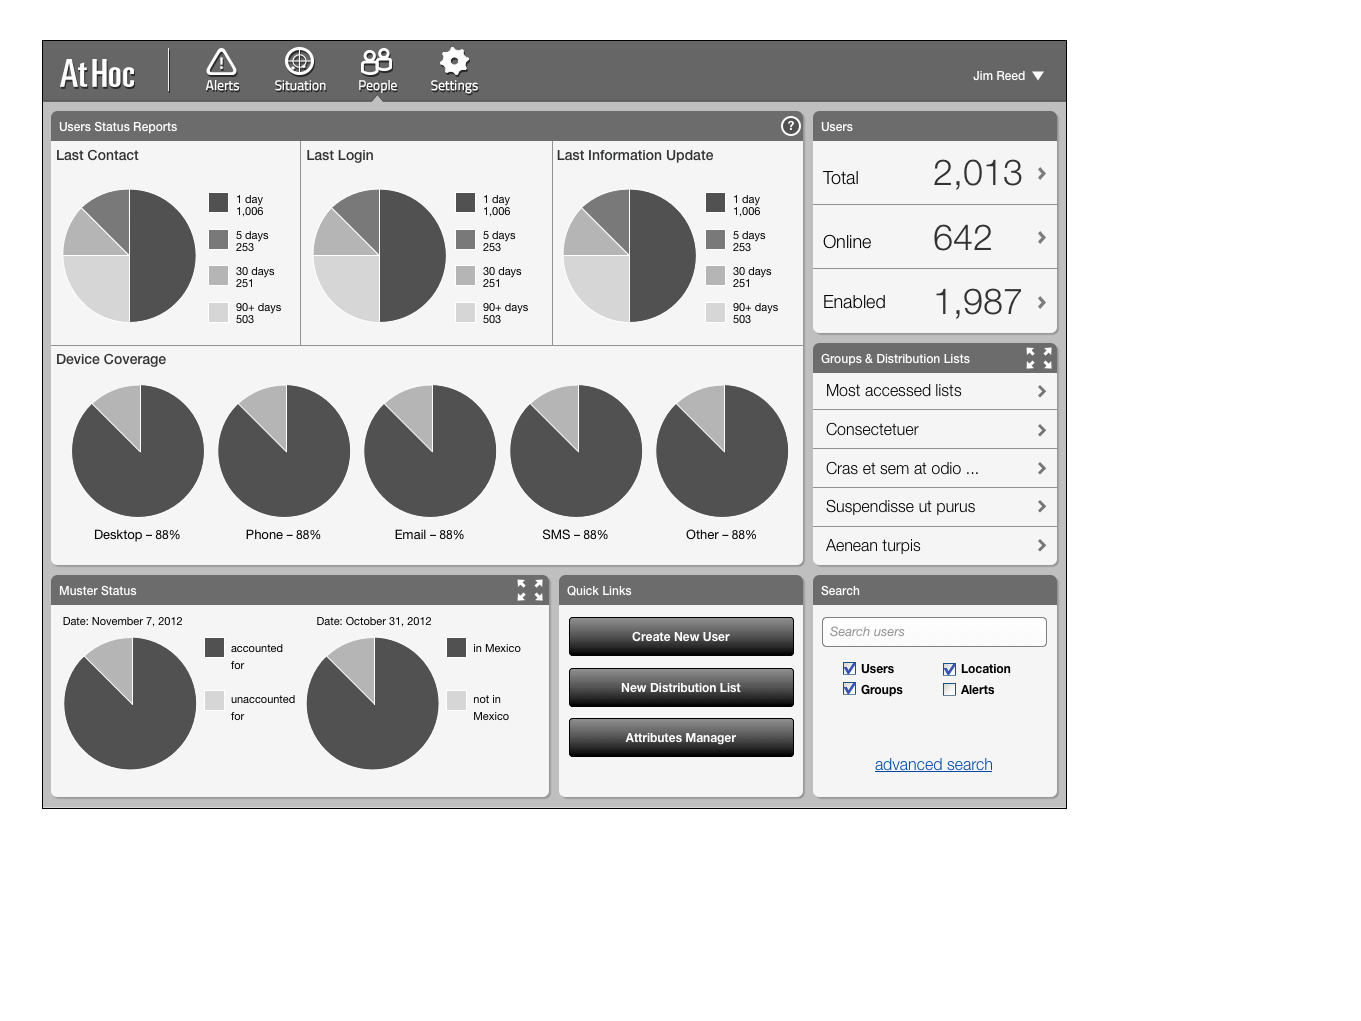 AtHoc
Alerts
Situation
People
Settings
Jim Reed
Users Status Reports
?
Last Contact
1 day
1,006
5 days
253
30 days
251
90+ days
503
Last Login
1 day
1,006
5 days
253
30 days
251
90+ days
503
Last Information Update
1 day
1,006
5 days
253
30 days
251
90+ days
503
Device Coverage
Desktop – 88%
Phone – 88%
Email – 88%
SMS – 88%
Other – 88%
Users
Total 2,013
Online 642
Enabled 1,987
Groups & Distribution Lists
Most accessed lists
Consectetuer
Cras et sem at odio ...
Suspendisse ut purus
Aenean turpis
Muster Status
Date: November 7, 2012
accounted
for
unaccounted
for
Date: October 31, 2012
in Mexico
not in
Mexico
Quick Links
Create New User
New Distribution List
Attributes Manager
Search
Search users
Users
Location
Groups
Alerts
advanced search